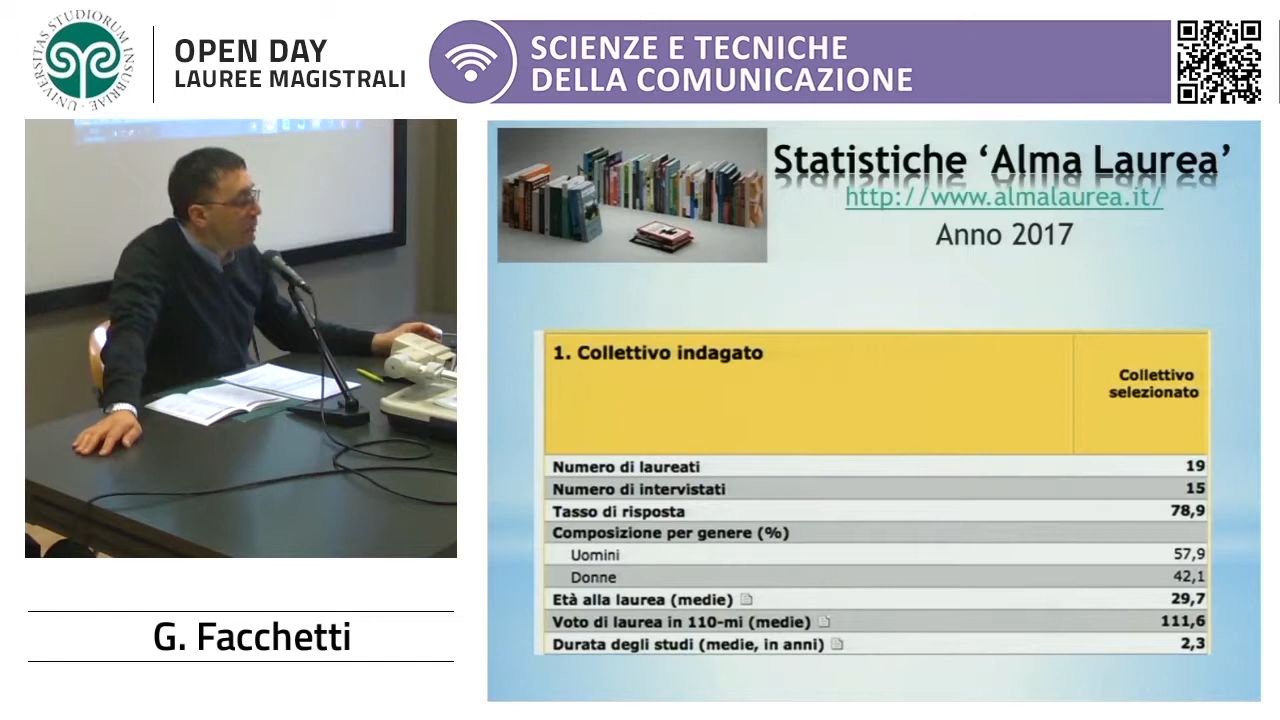 UNIVERSITAS STUDIORUM INSUBRIAE
OPEN DAY
LAUREE MAGISTRALI
SCIENZE E TECNICHE
DELLA COMUNICAZIONE
Statistiche ‘Alma Laurea’
http://www.almalaurea.it/
Anno 2017
1. Collettivo indagato
Collettivo
selezionato
Numero di laureati 19
Numero di intervistati 15
Tasso di risposta 78,9
Composizione per genere (%)
Uomini 57,9
Donne 42,1
Età alla laurea (medie) 29,7
Voto di laurea in 110-mi (medie) 111,6
Durata degli studi (medie, in anni) 2,3
G. Facchetti